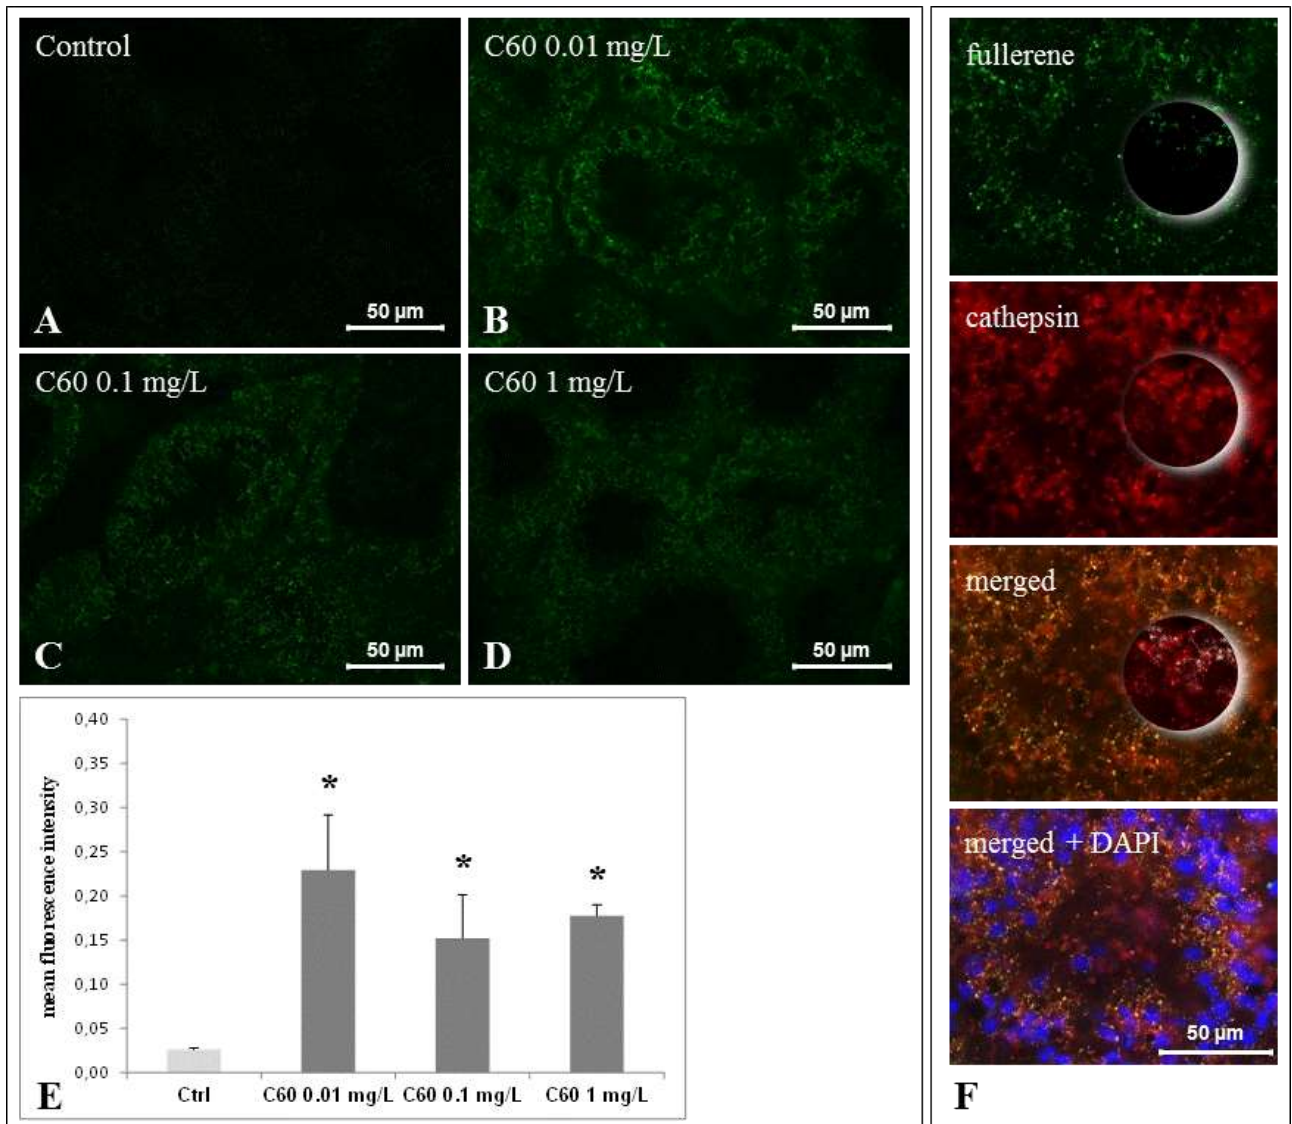 Control
A
50 µm
C60 0.01 mg/L
B
50 µm
C60 0.1 mg/L
C
50 µm
C60 1 mg/L
D
50 µm
mean fluorescence intensity
0,40
0,35
0,30
0,25
0,20
0,15
0,10
0,05
0,00
*
*
*
Ctrl
C60 0.01 mg/L
C60 0.1 mg/L
C60 1 mg/L
E
fullerene
cathepsin
merged
merged + DAPI
50 µm
F